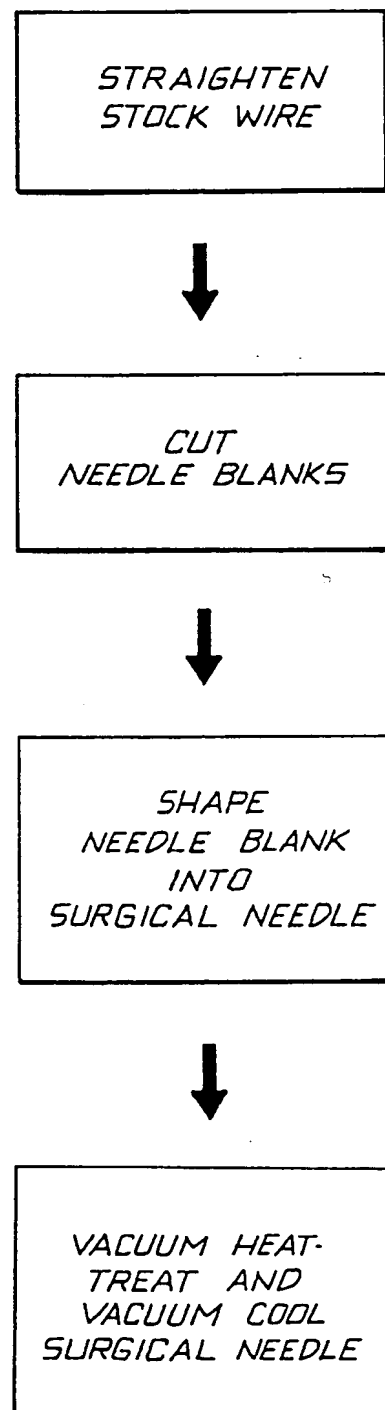 STRAIGHTEN
STOCK WIRE
CUT
NEEDLE BLANKS
SHAPE
NEEDLE BLANK
INTO
SURGICAL NEEDLE
VACUUM HEAT-
TREAT AND
VACUUM COOL
SURGICAL NEEDLE